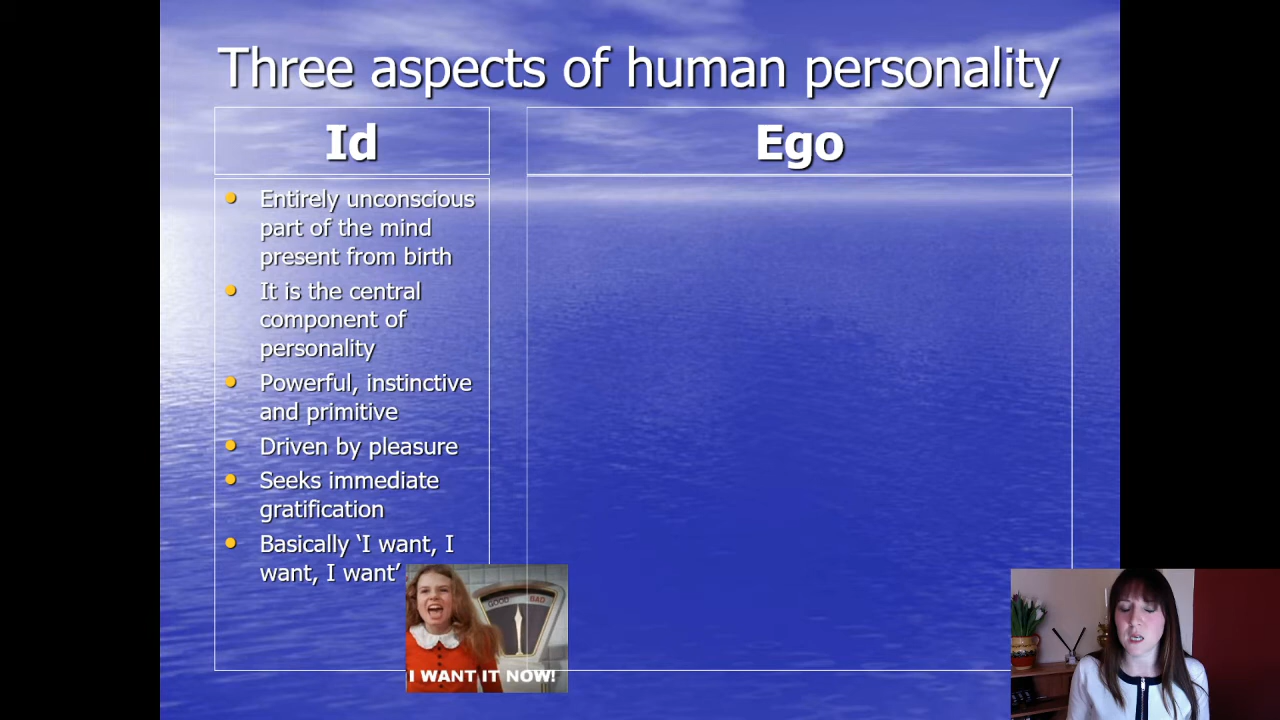 Three aspects of human personality
Id
Entirely unconscious
part of the mind
present from birth
It is the central
component of
personality
Powerful, instinctive
and primitive
Driven by pleasure
Seeks immediate
gratification
Basically ‘I want, I
want, I want’
GOOD BAD
I WANT IT NOW!
Ego